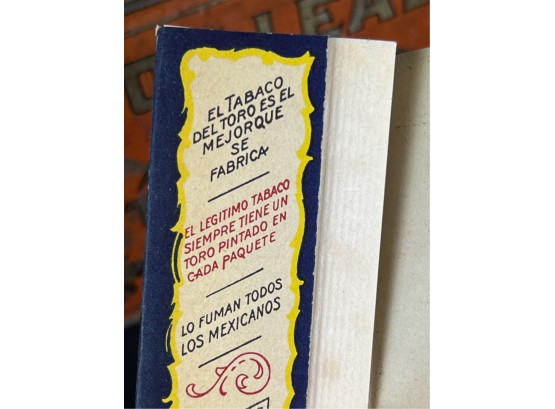 EL TABACO
DEL TORO ES EL
MEJOR QUE
SE
FABRICA
EL LEGITIMO TABACO
SIEMPRE TIENE UN
TORO PINTADO EN
CADA PAQUETE
LO FUMAN TODOS
LOS MEXICANOS